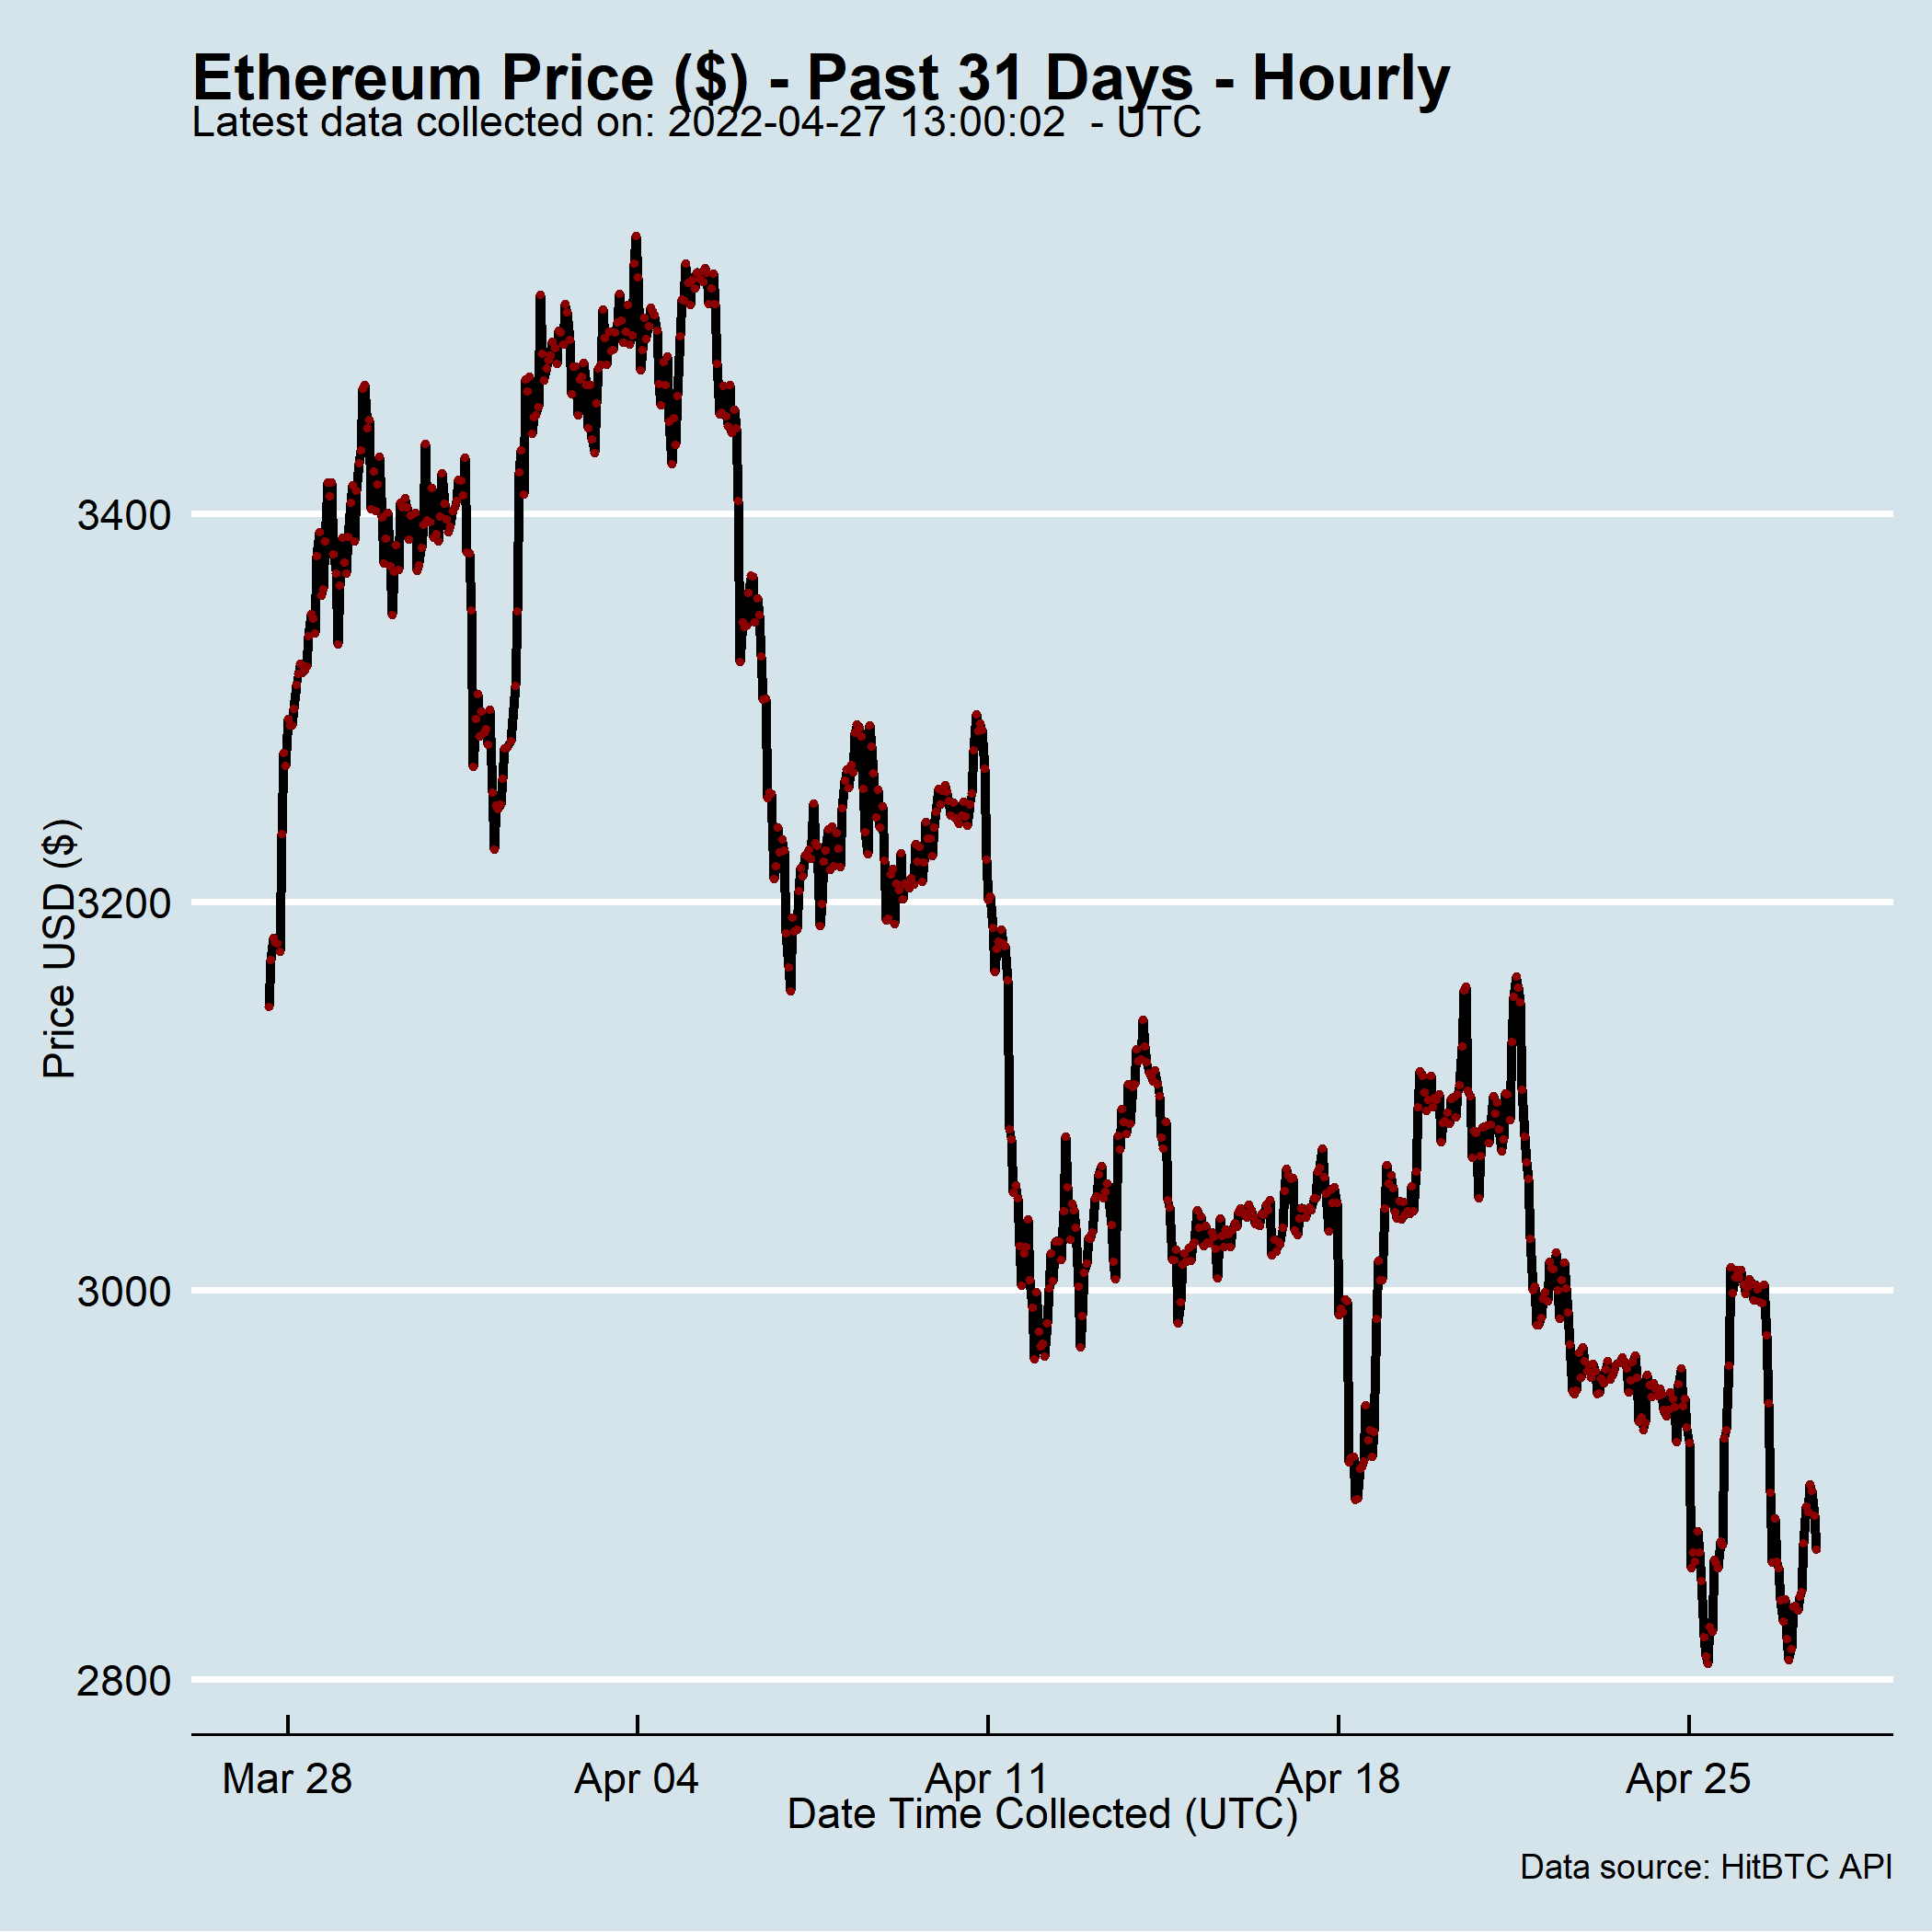 Ethereum Price ($) - Past 31 Days - Hourly
Latest data collected on: 2022-04-27 13:00:02  - UTC
Price USD ($)
3400
3200
3000
2800
Mar 28
Apr 04
Apr 11
Apr 18
Apr 25
Date Time Collected (UTC)
Data source: HitBTC API